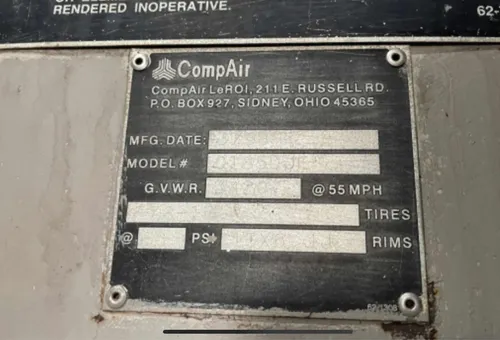 RENDERED INOPERATIVE.
62-
CompAir
CompAir LeROI, 211 E. RUSSELL RD.
P.O. BOX 927, SIDNEY, OHIO 45365
MFG. DATE:
MODEL #
G.V.W.R. @ 55 MPH
TIRES
@ PSI RIMS